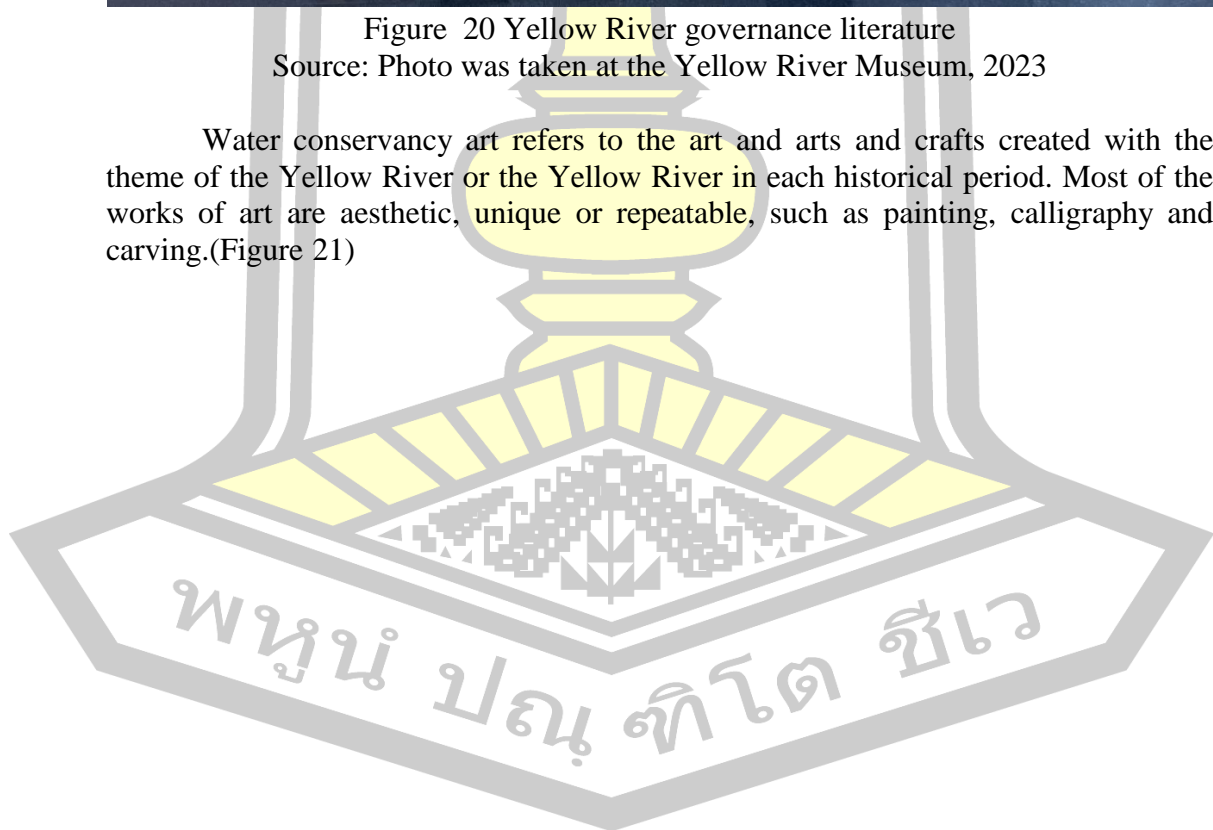 Figure  20 Yellow River governance literature
Source: Photo was taken at the Yellow River Museum, 2023
Water conservancy art refers to the art and arts and crafts created with the
theme of the Yellow River or the Yellow River in each historical period. Most of the
works of art are aesthetic, unique or repeatable, such as painting, calligraphy and
carving.(Figure 21)
พหูนํ ปณฺฑิโต ชีเว